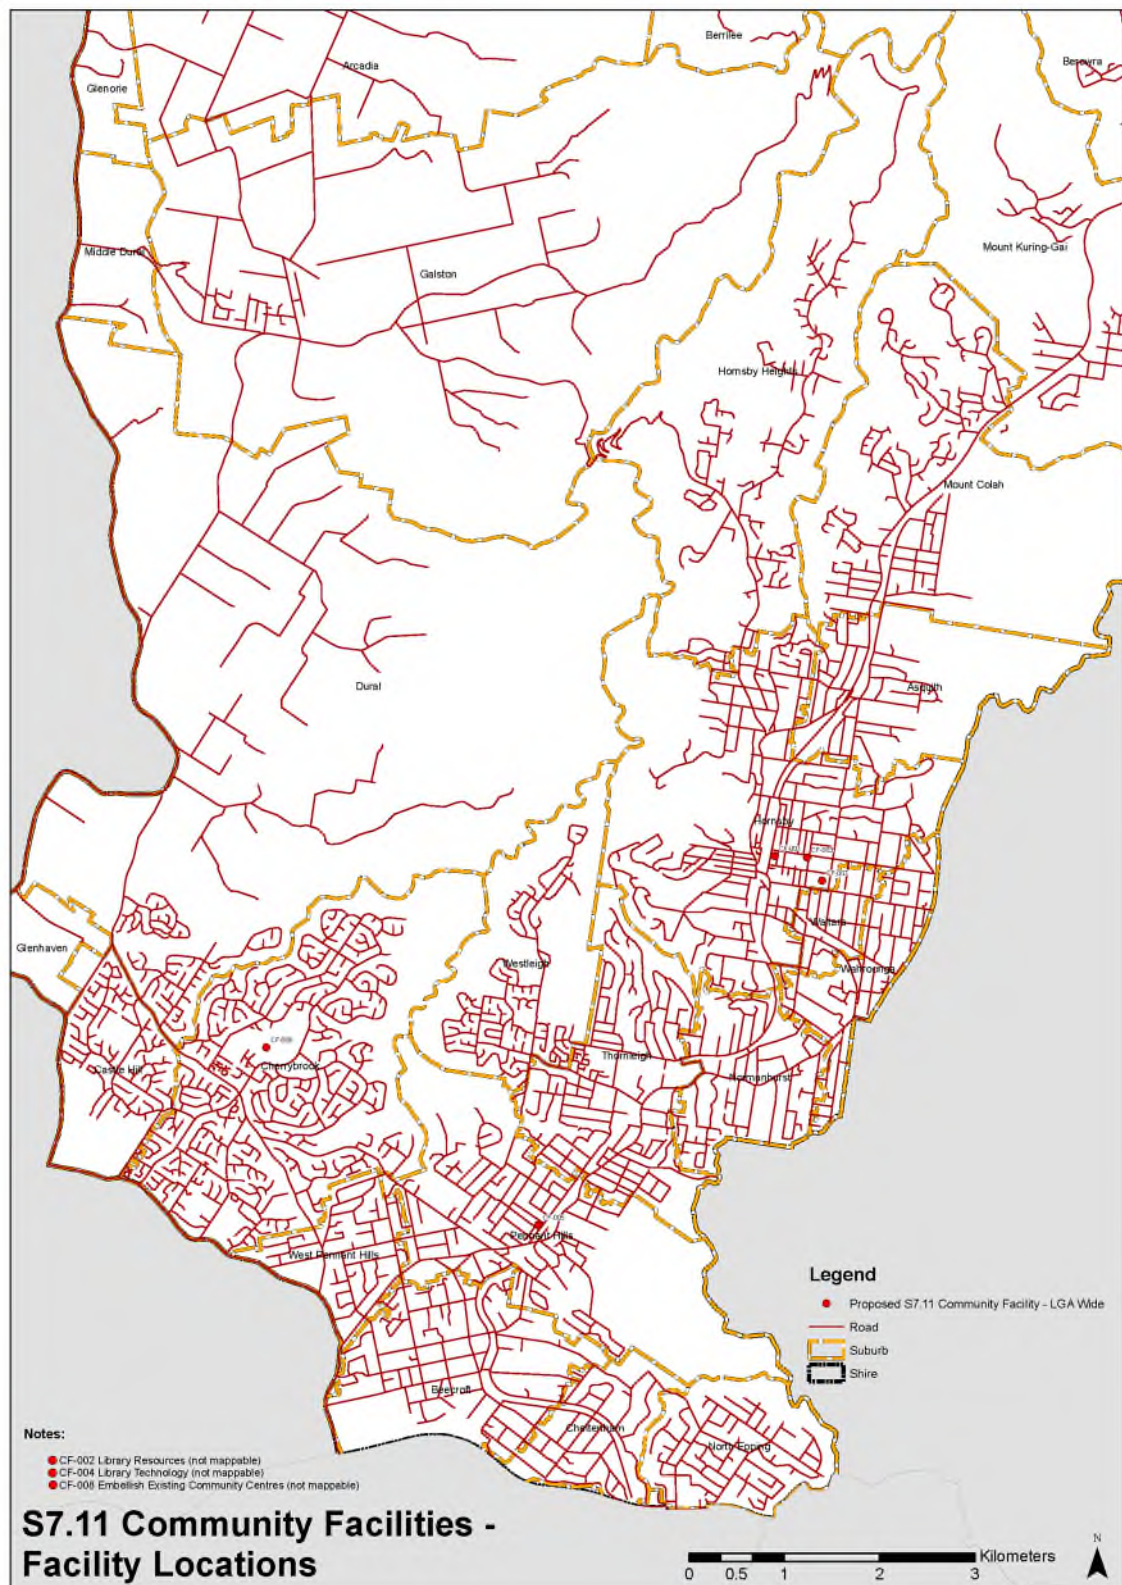 Berrilee
Arcadia
Berowra
Glenorie
Mount Kuring-Gai
Middle Dural
Galston
Hornsby Heights
Mount Colah
Dural
Asquith
Hornsby
Waitara
Glenhaven
Westleigh
Wahroonga
Thornleigh
Castle Hill
Cherrybrook
Normanhurst
CF-005
Pennant Hills
West Pennant Hills
Beecroft
Cheltenham
North Epping
Legend
Proposed S7.11 Community Facility - LGA Wide
Road
Suburb
Shire
Notes:
CF-002 Library Resources (not mappable)
CF-004 Library Technology (not mappable)
CF-008 Embellish Existing Community Centres (not mappable)
S7.11 Community Facilities -
Facility Locations
N
Kilometers
0 0.5 1 2 3